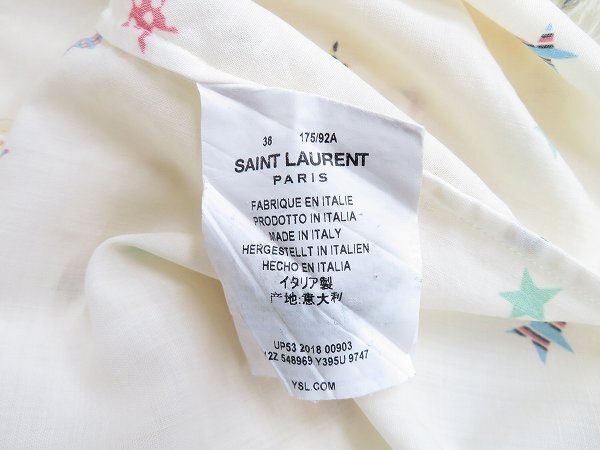 38 175/92A
SAINT LAURENT
PARIS
FABRIQUE EN ITALIE
PRODOTTO IN ITALIA
MADE IN ITALY
HERGESTELLT IN ITALIEN
HECHO EN ITALIA
イタリア製
产地:意大利
UP53 2018 00903
12Z 548969 Y395U 9747
YSL.COM